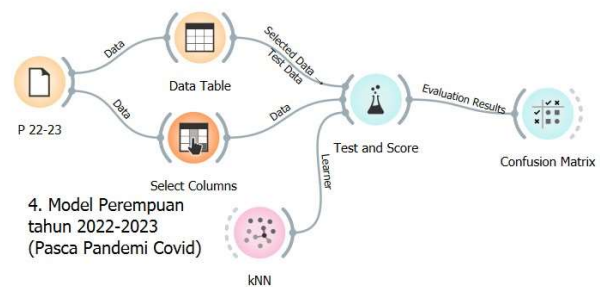 Data
Selected Data
Test Data
Data Table
P 22-23
Data
Data
Evaluation Results
Test and Score
Confusion Matrix
Select Columns
Learner
4. Model Perempuan
tahun 2022-2023
(Pasca Pandemi Covid)
kNN